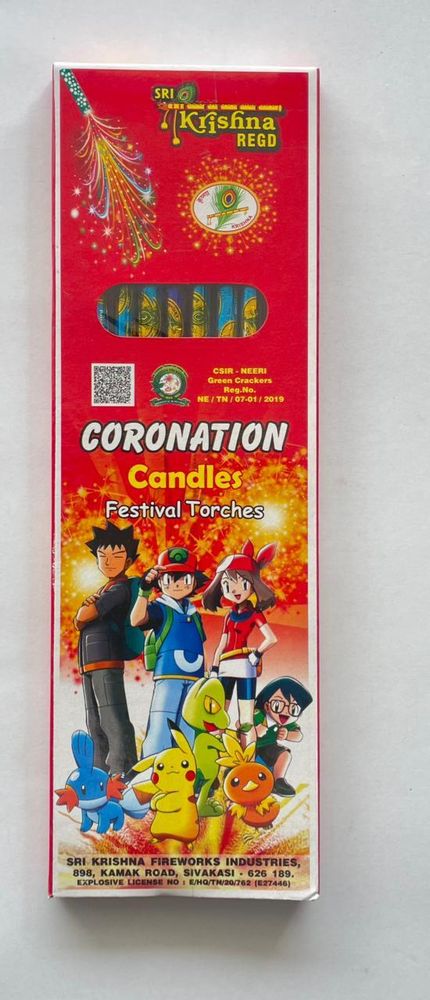 SRI
Krishna
REGD
KRISHNA
CSIR - NEERI
Green Crackers
Reg.No.
NE / TN / 07-01 / 2019
CORONATION
Candles
Festival Torches
SRI KRISHNA FIREWORKS INDUSTRIES,
898, KAMAK ROAD, SIVAKASI - 626 189.
EXPLOSIVE LICENSE NO : E/HQ/TN/20/762 (E27446)